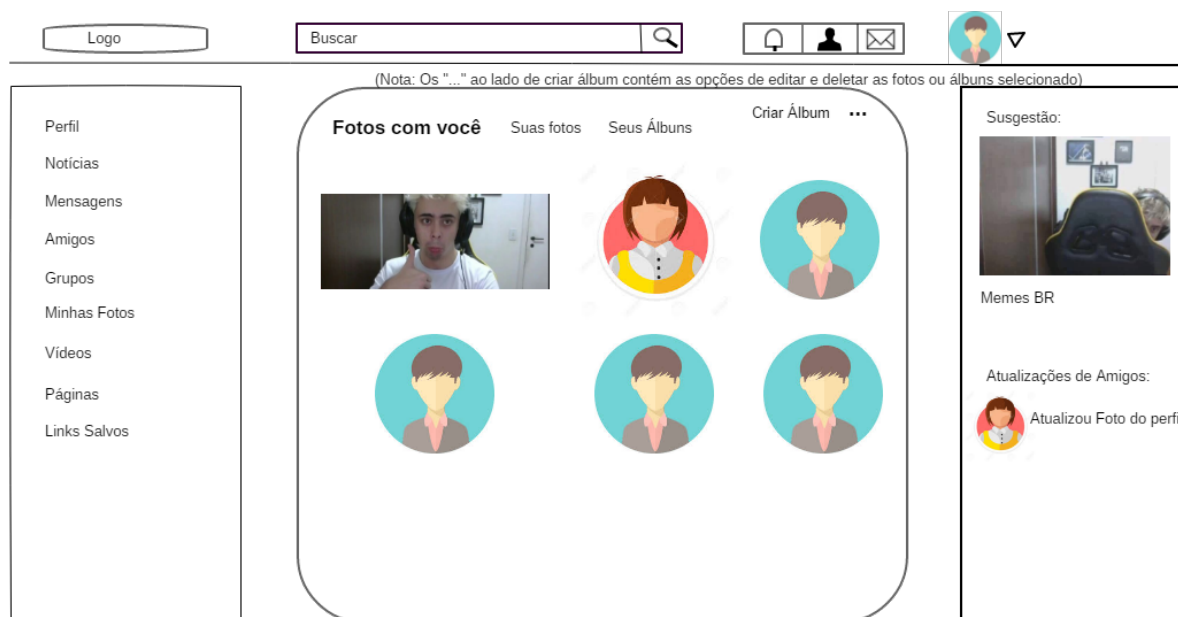 Logo
Buscar
(Nota: Os "..." ao lado de criar álbum contém as opções de editar e deletar as fotos ou álbuns selecionado)
Perfil
Notícias
Mensagens
Amigos
Grupos
Minhas Fotos
Vídeos
Páginas
Links Salvos
Fotos com você Suas fotos Seus Álbuns Criar Álbum ...
Susgestão:
Memes BR
Atualizações de Amigos:
Atualizou Foto do perfi